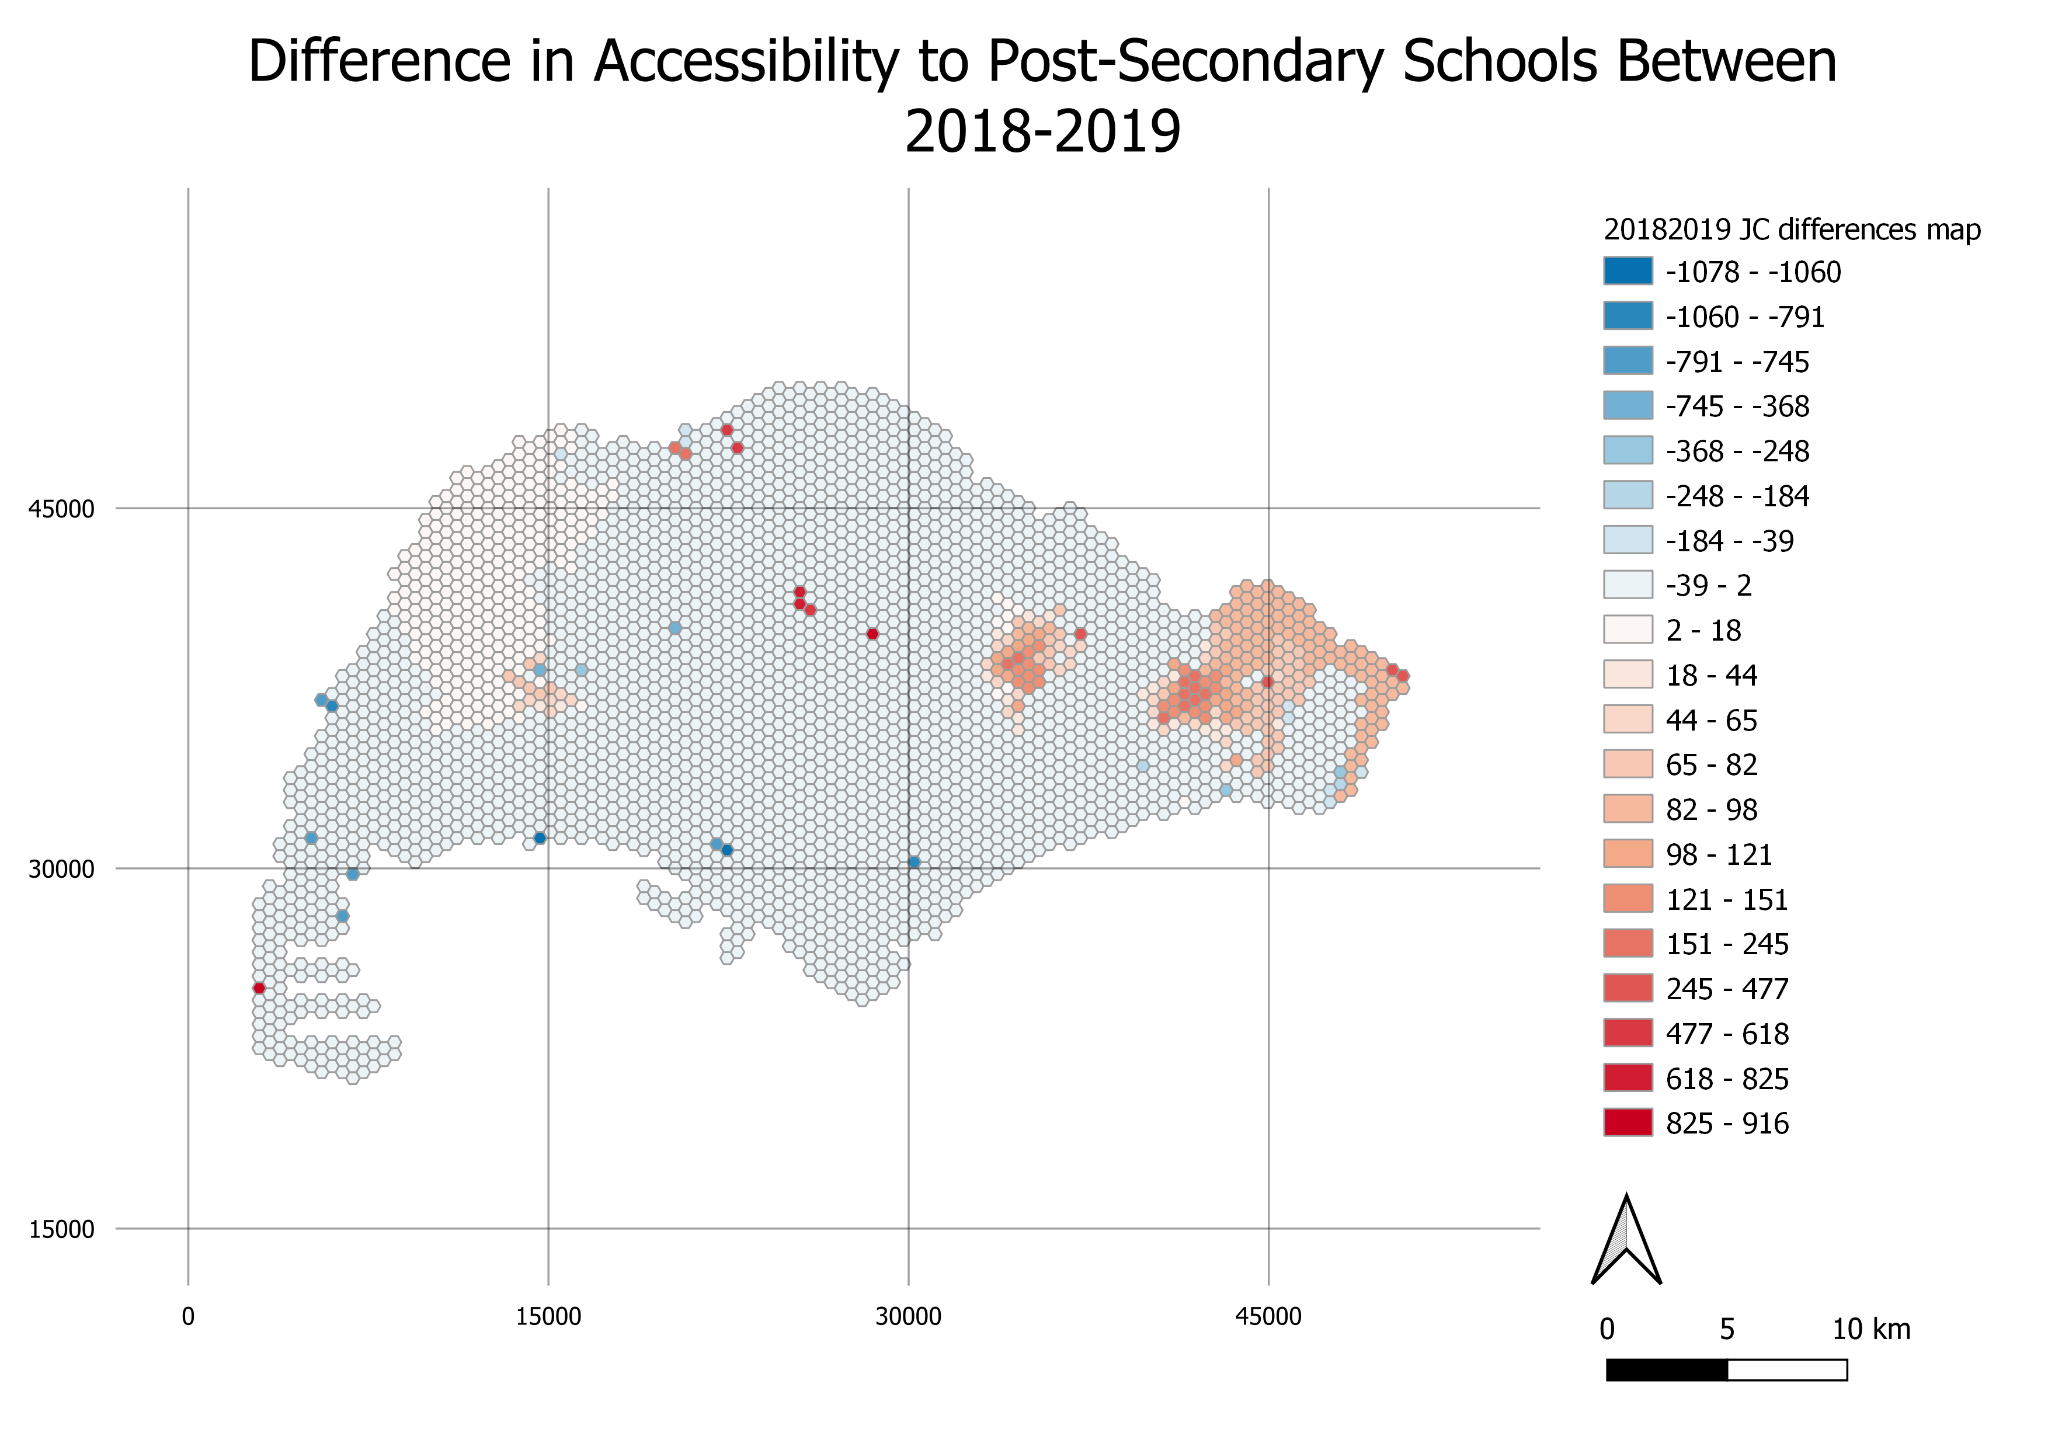 Difference in Accessibility to Post-Secondary Schools Between
2018-2019
20182019 JC differences map
-1078 - -1060
-1060 - -791
-791 - -745
-745 - -368
-368 - -248
-248 - -184
-184 - -39
-39 - 2
2 - 18
18 - 44
44 - 65
65 - 82
82 - 98
98 - 121
121 - 151
151 - 245
245 - 477
477 - 618
618 - 825
825 - 916
45000
30000
15000
0 15000 30000 45000
0 5 10 km